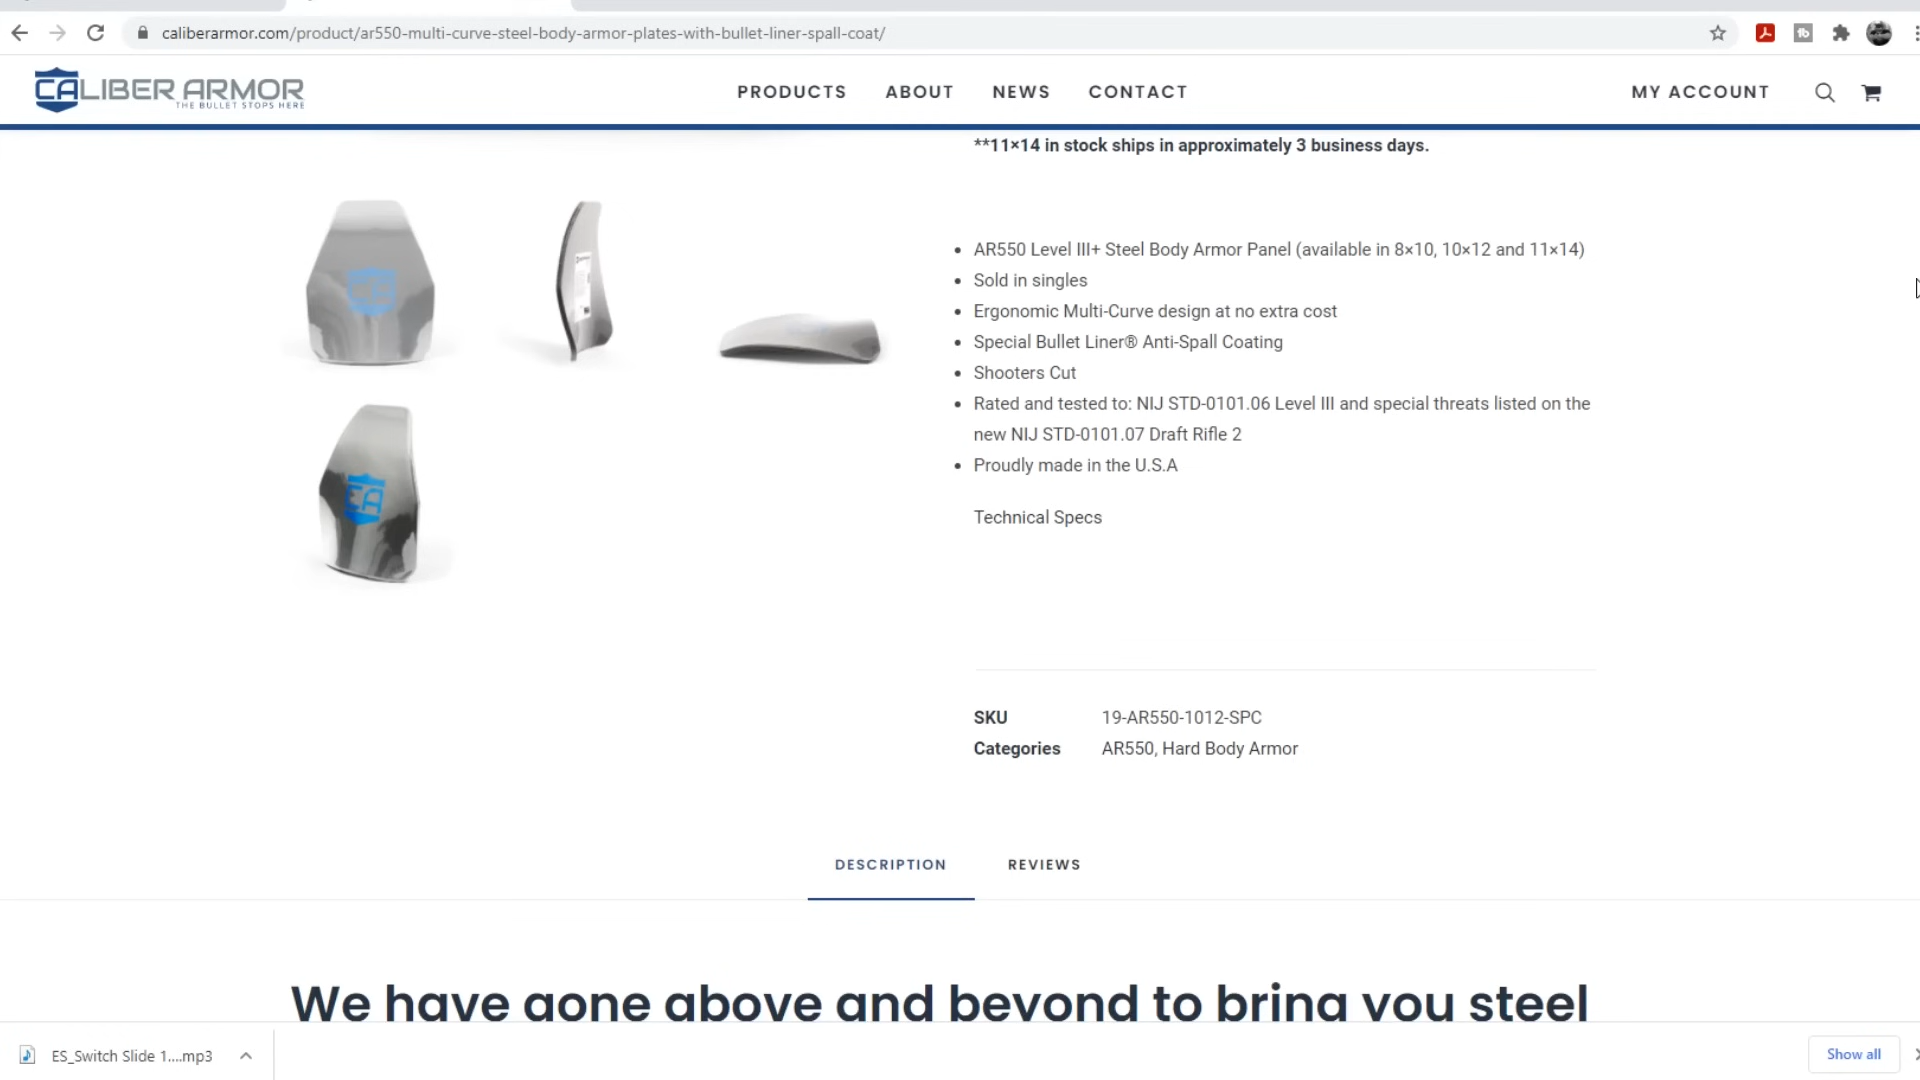 caliberarmor.com/product/ar550-multi-curve-steel-body-armor-plates-with-bullet-liner-spall-coat/
CALIBER ARMOR
THE BULLET STOPS HERE
PRODUCTS ABOUT NEWS CONTACT MY ACCOUNT
**11×14 in stock ships in approximately 3 business days.
CA
• AR550 Level III+ Steel Body Armor Panel (available in 8×10, 10×12 and 11×14)
• Sold in singles
• Ergonomic Multi-Curve design at no extra cost
• Special Bullet Liner® Anti-Spall Coating
• Shooters Cut
• Rated and tested to: NIJ STD-0101.06 Level III and special threats listed on the
new NIJ STD-0101.07 Draft Rifle 2
• Proudly made in the U.S.A
CA
Technical Specs
SKU 19-AR550-1012-SPC
Categories AR550, Hard Body Armor
DESCRIPTION REVIEWS
We have gone above and beyond to bring you steel
ES_Switch Slide 1....mp3
Show all